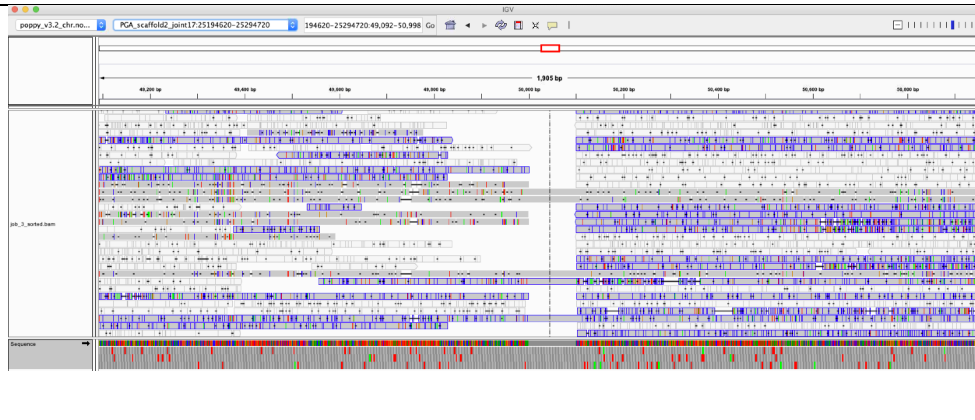 IGV
poppy_v3.2_chr.no... PGA_scaffold2_joint17:25194620-25294720 194620-25294720:49,092-50,998 Go
1,905 bp
49,200 bp 49,400 bp 49,600 bp 49,800 bp 50,000 bp 50,200 bp 50,400 bp 50,600 bp 50,800 bp
jsb_3_sorted.bam
Sequence